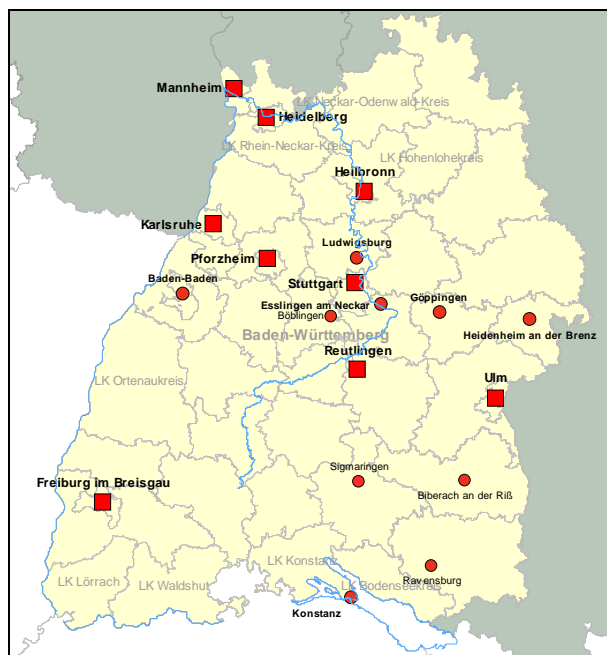 Mannheim
LK Neckar-Odenwald-Kreis
Heidelberg
LK Rhein-Neckar-Kreis
LK Hohenlohekreis
Heilbronn
Karlsruhe
Ludwigsburg
Pforzheim
Baden-Baden
Stuttgart
Göppingen
Esslingen am Neckar
Böblingen
Baden-Württemberg
Heidenheim an der Brenz
Reutlingen
LK Ortenaukreis
Ulm
Sigmaringen
Freiburg im Breisgau
Biberach an der Riß
LK Konstanz
LK Lörrach
LK Waldshut
Ravensburg
LK Bodenseekreis
Konstanz